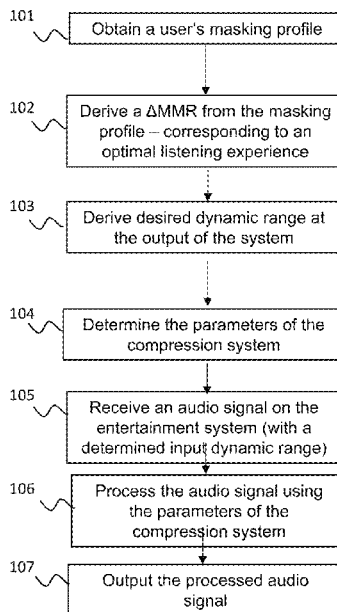 101
Obtain a user's masking profile
102
Derive a ΔMMR from the masking
profile – corresponding to an
optimal listening experience
103
Derive desired dynamic range at
the output of the system
104
Determine the parameters of the
compression system
105
Receive an audio signal on the
entertainment system (with a
determined input dynamic range)
106
Process the audio signal using
the parameters of the
compression system
107
Output the processed audio
signal